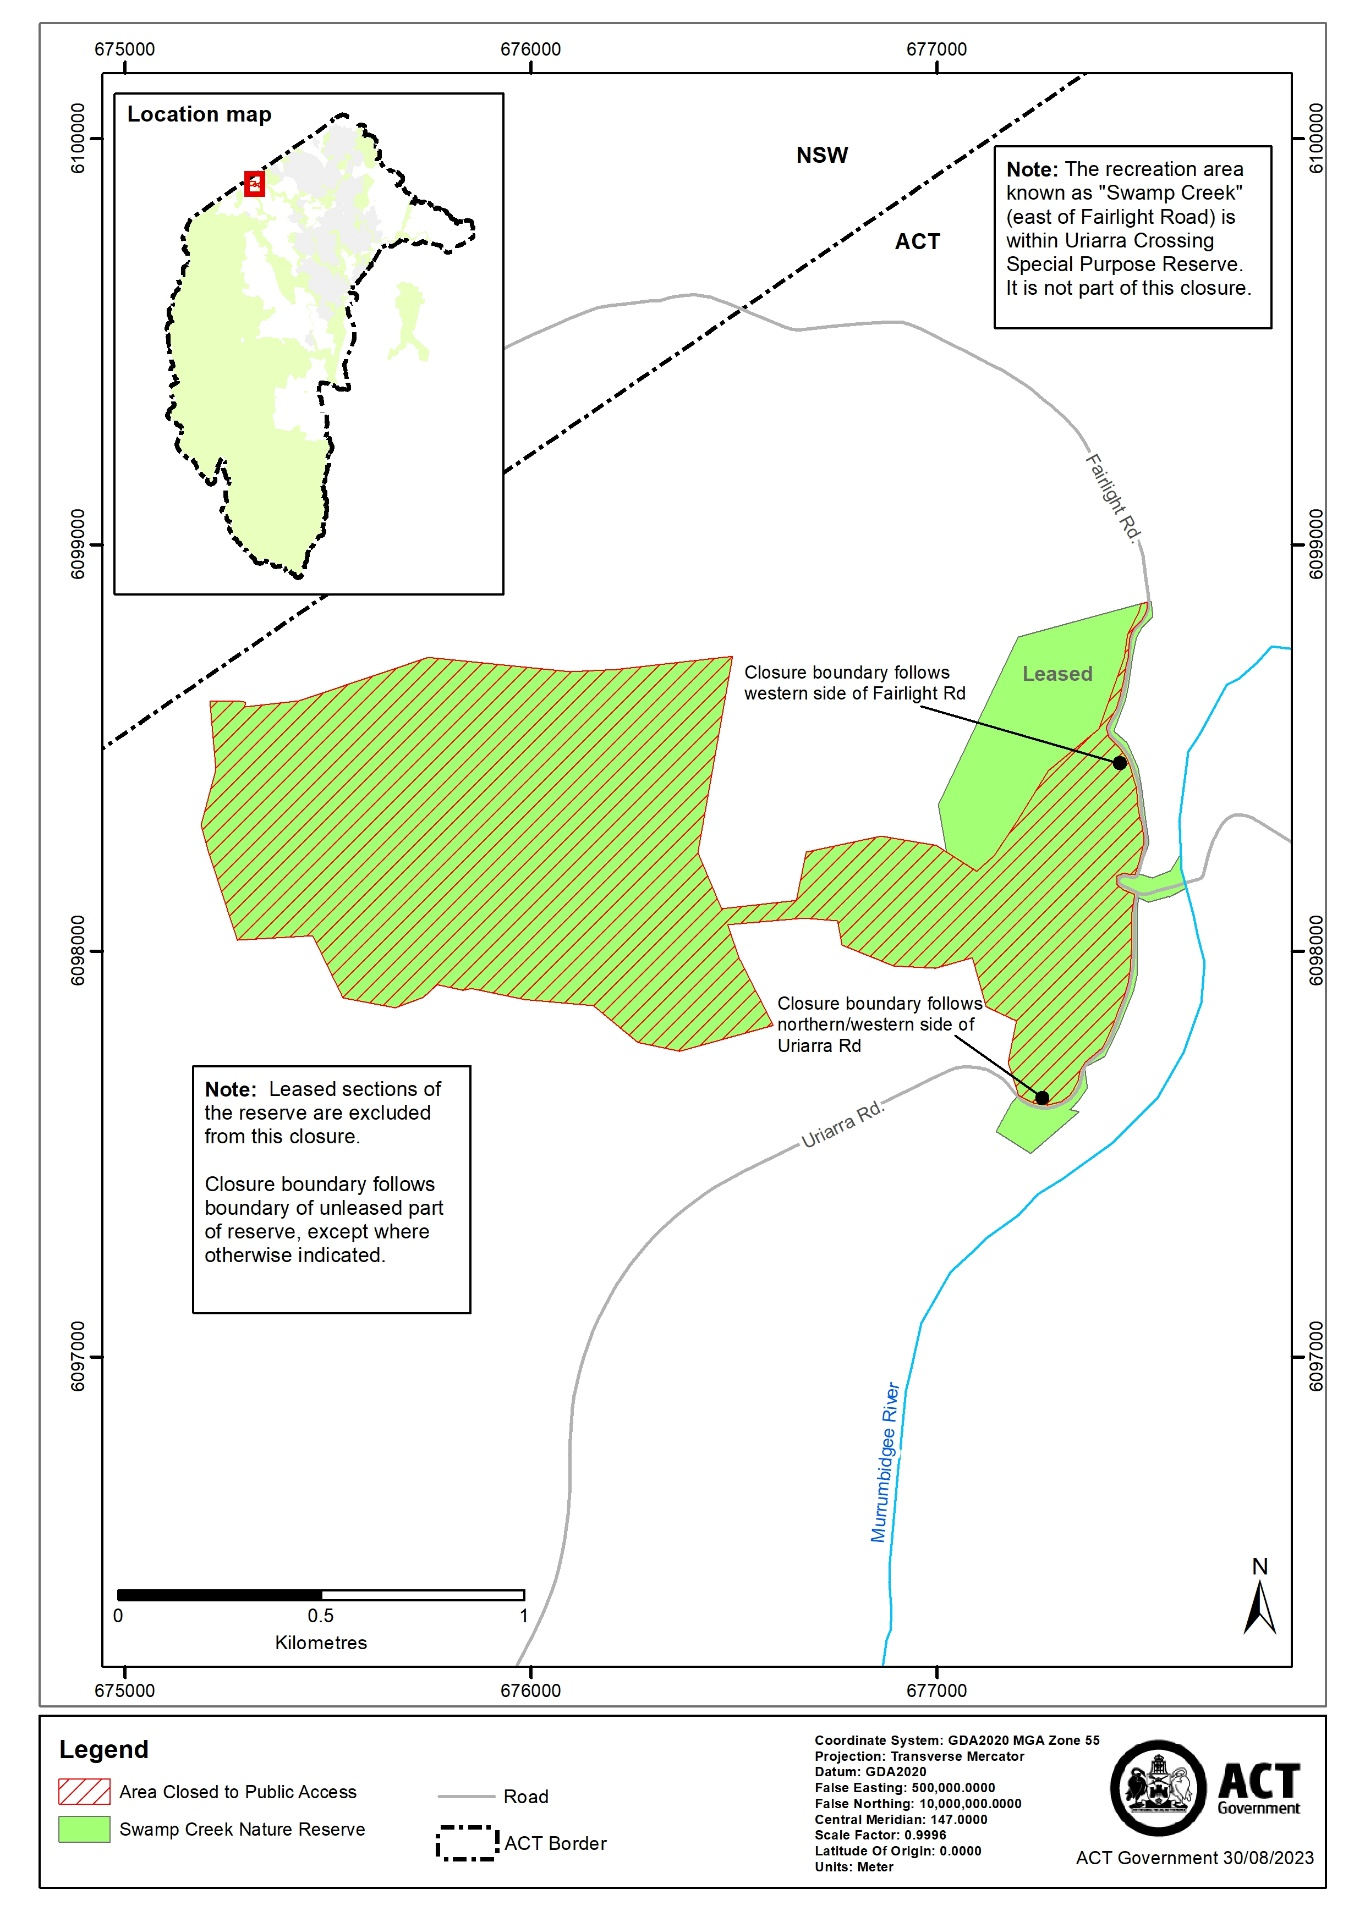 675000
676000
677000
6100000
6100000
Location map
NSW
ACT
Note: The recreation area
known as "Swamp Creek"
(east of Fairlight Road) is
within Uriarra Crossing
Special Purpose Reserve.
It is not part of this closure.
Fairlight Rd.
6099000
6099000
Closure boundary follows
western side of Fairlight Rd
Leased
6098000
6098000
Closure boundary follows
northern/western side of
Uriarra Rd
Note: Leased sections of
the reserve are excluded
from this closure.
Closure boundary follows
boundary of unleased part
of reserve, except where
otherwise indicated.
Uriarra Rd.
6097000
6097000
Murrumbidgee River
N
0
0.5
1
Kilometres
675000
676000
677000
Legend
Area Closed to Public Access
Swamp Creek Nature Reserve
Road
ACT Border
Coordinate System: GDA2020 MGA Zone 55
Projection: Transverse Mercator
Datum: GDA2020
False Easting: 500,000.0000
False Northing: 10,000,000.0000
Central Meridian: 147.0000
Scale Factor: 0.9996
Latitude Of Origin: 0.0000
Units: Meter
ACT
Government
ACT Government 30/08/2023